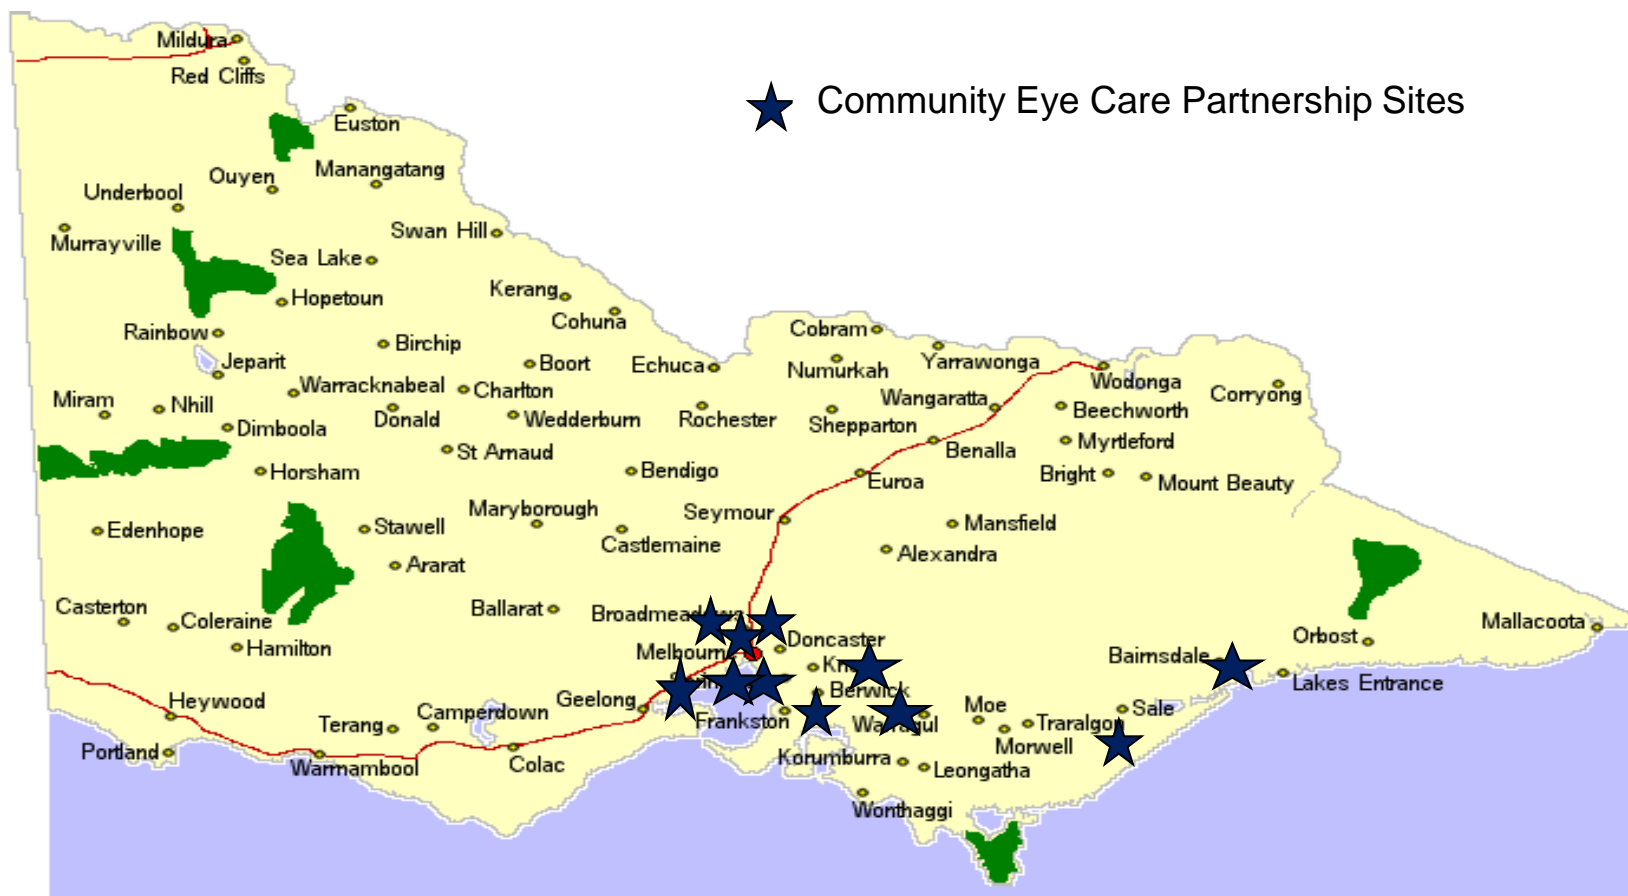 Mildura
Red Cliffs
Community Eye Care Partnership Sites
Euston
Manangatang
Ouyen
Underbool
Murrayville
Swan Hill
Sea Lake
Hopetoun
Kerang
Cohuna
Rainbow
Birchip
Cobram
Yarrawonga
Jeparit
Boort
Echuca
Numurkah
Wodonga
Corryong
Miram
Nhill
Warracknabeal
Charlton
Donald
Wedderburn
Rochester
Shepparton
Wangaratta
Beechworth
Dimboola
St Arnaud
Benalla
Myrtleford
Horsham
Bendigo
Euroa
Bright
Mount Beauty
Edenhope
Stawell
Maryborough
Castlemaine
Seymour
Mansfield
Alexandra
Ararat
Casterton
Coleraine
Hamilton
Ballarat
Broadmeadows
Doncaster
Melbourne
Orbost
Mallacoota
Bairnsdale
Lakes Entrance
Berwick
Heywood
Geelong
Frankston
Warragul
Moe
Traralgon
Sale
Morwell
Portland
Terang
Camperdown
Warrnambool
Colac
Korumburra
Leongatha
Wonthaggi